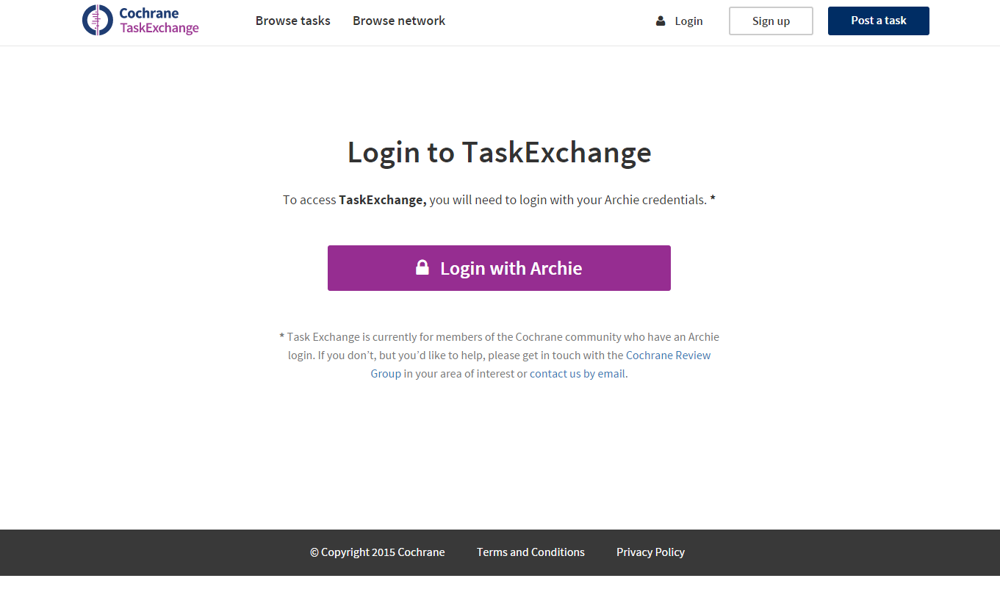 Cochrane
TaskExchange
Browse tasks
Browse network
Login
Sign up
Post a task
Login to TaskExchange
To access TaskExchange, you will need to login with your Archie credentials. *
Login with Archie
* Task Exchange is currently for members of the Cochrane community who have an Archie
login. If you don’t, but you’d like to help, please get in touch with the Cochrane Review
Group in your area of interest or contact us by email.
© Copyright 2015 Cochrane
Terms and Conditions
Privacy Policy